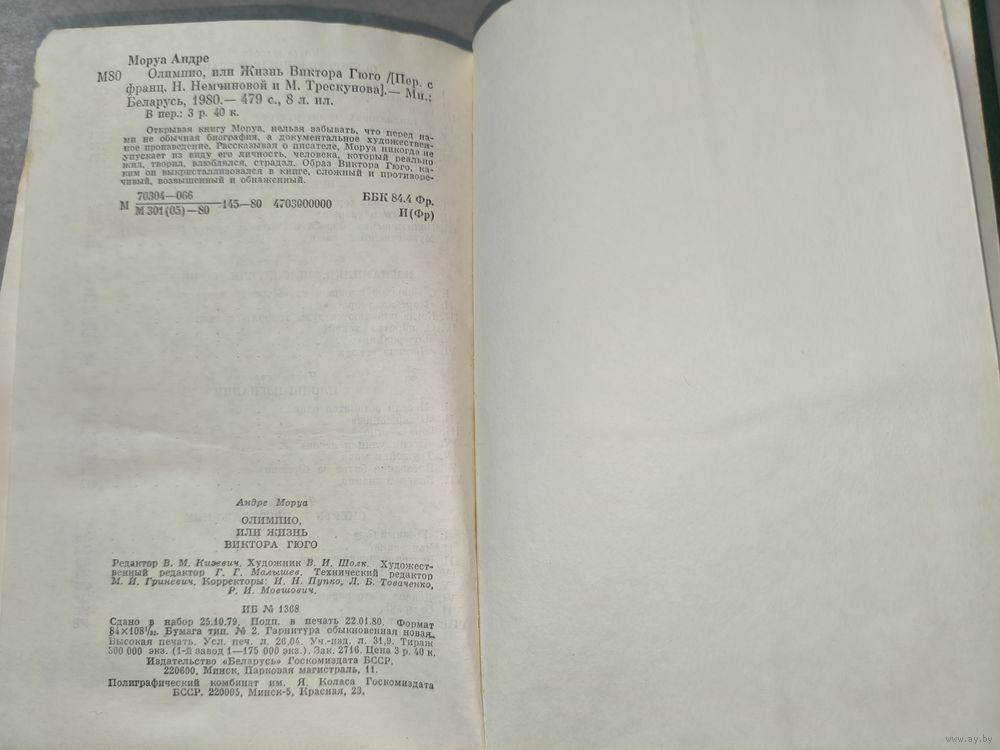 Моруа Андре
М80 Олимпио, или Жизнь Виктора Гюго /[Пер. с
франц. Н. Немчиновой и М. Трескунова].— Мн.:
Беларусь, 1980.— 479 с., 8 л. ил.
В пер.: 3 р. 40 к.
Открывая книгу Моруа, нельзя забывать, что перед на-
ми не обычная биография, а документальное художествен-
ное произведение. Рассказывая о писателе, Моруа никогда не
упускает из виду его личность, человека, который реально
жил, творил, влюблялся, страдал. Образ Виктора Гюго, ка-
ким он выкристаллизовался в книге, сложный и противоре-
чивый, возвышенный и обнаженный.
70304—066
М ————— 145—80 4703000000
М 301(05)—80
ББК 84.4 Фр.
И(Фр)
Андре Моруа
ОЛИМПИО,
ИЛИ ЖИЗНЬ
ВИКТОРА ГЮГО
Редактор В. М. Кизевич. Художник В. И. Шолк. Художест-
венный редактор Г. Г. Малышев. Технический редактор
М. И. Гриневич. Корректоры: И. Н. Пупко, Л. Б. Товаченко,
Р. И. Мовшович.
ИБ № 1368
Сдано в набор 25.10.79. Подп. в печать 22.01.80. Формат
84×108¹/₃₂. Бумага тип. № 2. Гарнитура обыкновенная новая.
Высокая печать. Усл. печ. л. 26,04. Уч.-изд. л. 31,9. Тираж
300 000 экз. (1-й завод 1—175 000 экз.). Зак. 2716. Цена 3 р. 40 к.
Издательство «Беларусь» Госкомиздата БССР,
220600, Минск, Парковая магистраль, 11.
Полиграфический комбинат им. Я. Коласа Госкомиздата
БССР. 220005, Минск-5, Красная, 23.
www.ay.by